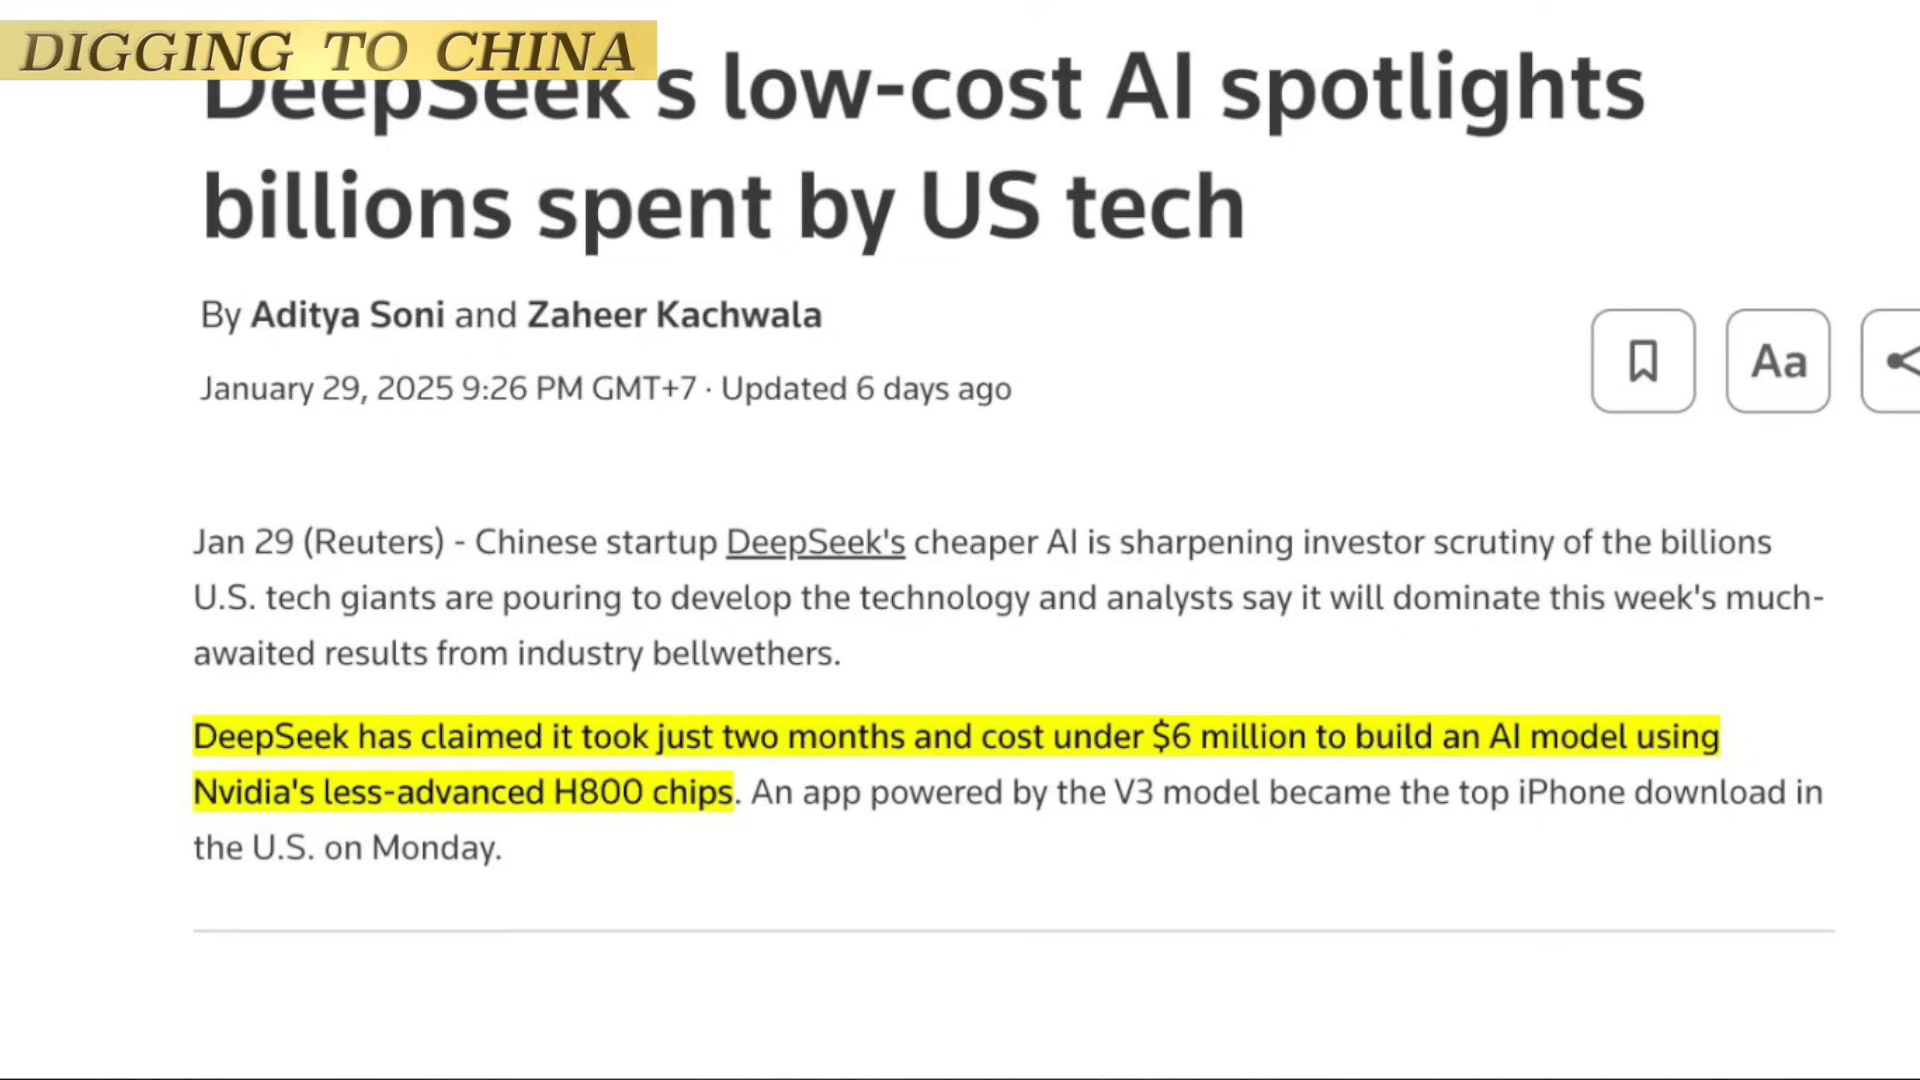 DIGGING TO CHINA
DeepSeek's low-cost AI spotlights
billions spent by US tech
By Aditya Soni and Zaheer Kachwala
January 29, 2025 9:26 PM GMT+7 · Updated 6 days ago
Aa
Jan 29 (Reuters) - Chinese startup DeepSeek's cheaper AI is sharpening investor scrutiny of the billions
U.S. tech giants are pouring to develop the technology and analysts say it will dominate this week's much-
awaited results from industry bellwethers.
DeepSeek has claimed it took just two months and cost under $6 million to build an AI model using
Nvidia's less-advanced H800 chips. An app powered by the V3 model became the top iPhone download in
the U.S. on Monday.